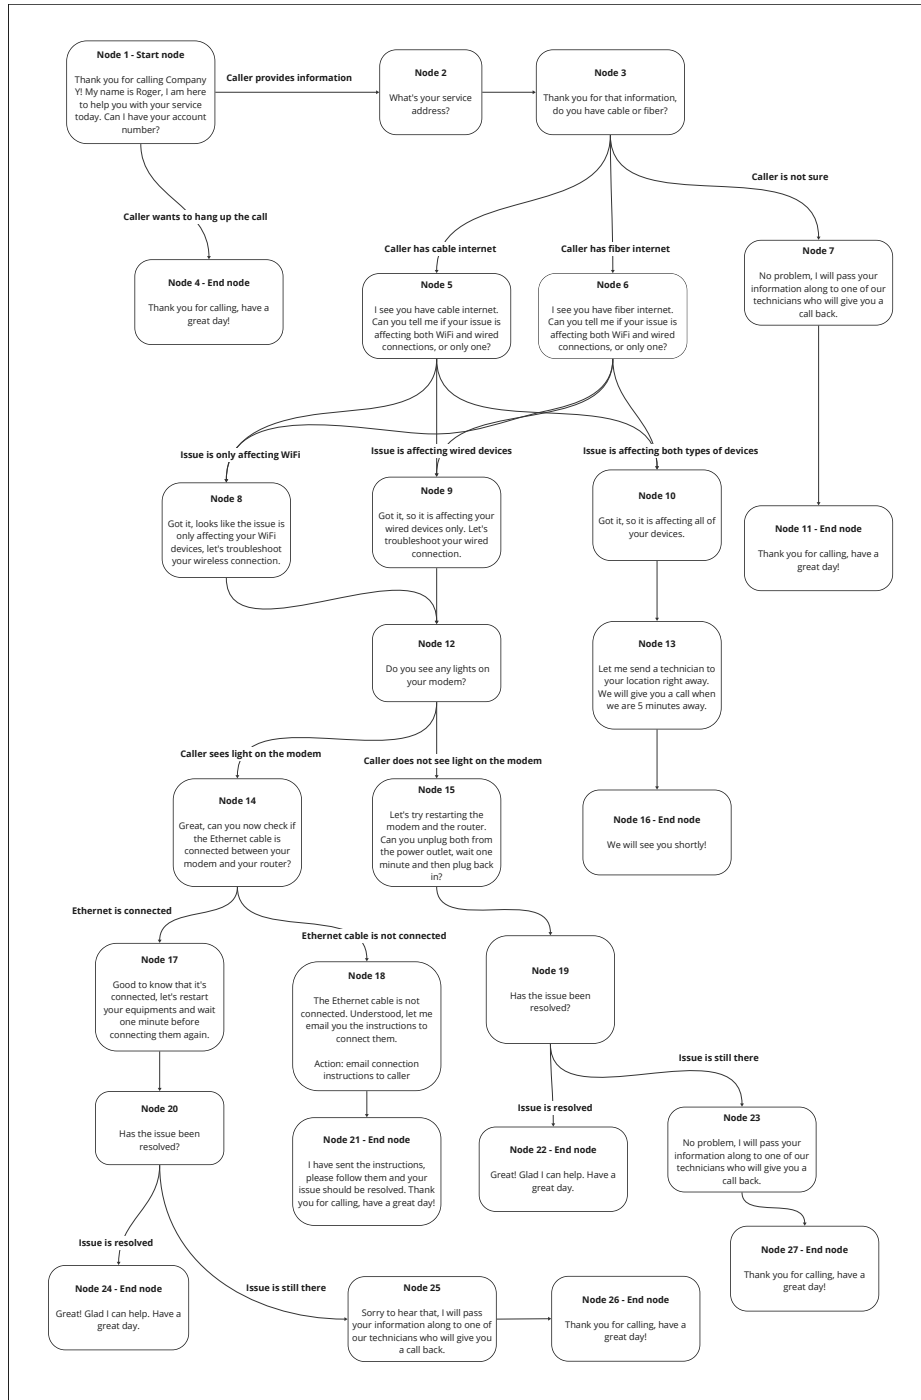 Node 1 - Start node
Thank you for calling Company
Y! My name is Roger, I am here
to help you with your service
today. Can I have your account
number?
Caller provides information
Node 2
What's your service
address?
Node 3
Thank you for that information,
do you have cable or fiber?
Caller wants to hang up the call
Caller has cable internet
Caller has fiber internet
Caller is not sure
Node 4 - End node
Thank you for calling, have a
great day!
Node 5
I see you have cable internet.
Can you tell me if your issue is
affecting both WiFi and wired
connections, or only one?
Node 6
I see you have fiber internet.
Can you tell me if your issue is
affecting both WiFi and wired
connections, or only one?
Node 7
No problem, I will pass your
information along to one of our
technicians who will give you a
call back.
Issue is only affecting WiFi
Issue is affecting wired devices
Issue is affecting both types of devices
Node 8
Got it, looks like the issue is
only affecting your WiFi
devices, let's troubleshoot
your wireless connection.
Node 9
Got it, so it is affecting your
wired devices only. Let's
troubleshoot your wired
connection.
Node 10
Got it, so it is affecting all of
your devices.
Node 11 - End node
Thank you for calling, have a
great day!
Node 12
Do you see any lights on
your modem?
Node 13
Let me send a technician to
your location right away.
We will give you a call when
we are 5 minutes away.
Caller sees light on the modem
Caller does not see light on the modem
Node 14
Great, can you now check if
the Ethernet cable is
connected between your
modem and your router?
Node 15
Let's try restarting the
modem and the router.
Can you unplug both from
the power outlet, wait one
minute and then plug back
in?
Node 16 - End node
We will see you shortly!
Ethernet is connected
Ethernet cable is not connected
Node 17
Good to know that it's
connected, let's restart
your equipments and wait
one minute before
connecting them again.
Node 18
The Ethernet cable is not
connected. Understood, let me
email you the instructions to
connect them.
Action: email connection
instructions to caller
Node 19
Has the issue been
resolved?
Issue is resolved
Issue is still there
Node 20
Has the issue been
resolved?
Node 21 - End node
I have sent the instructions,
please follow them and your
issue should be resolved. Thank
you for calling, have a great day!
Node 22 - End node
Great! Glad I can help. Have a
great day.
Node 23
No problem, I will pass your
information along to one of our
technicians who will give you a
call back.
Issue is resolved
Issue is still there
Node 24 - End node
Great! Glad I can help. Have a
great day.
Node 25
Sorry to hear that, I will pass
your information along to one of
our technicians who will give you
a call back.
Node 26 - End node
Thank you for calling, have a
great day!
Node 27 - End node
Thank you for calling, have a
great day!